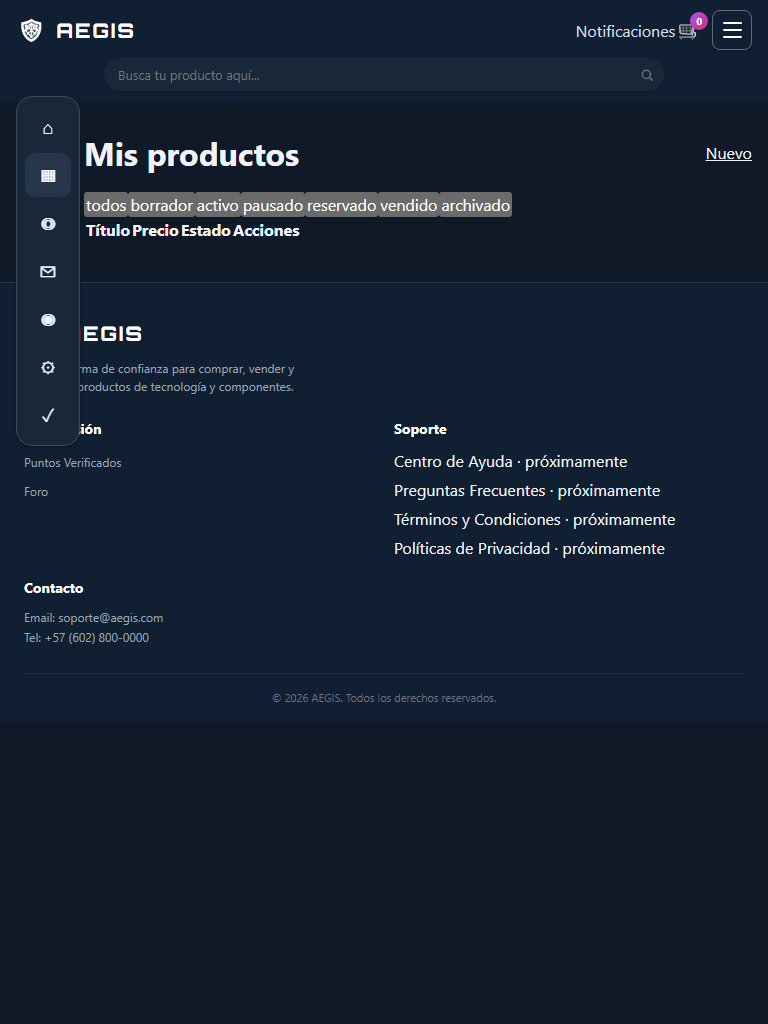 AEGIS
Notificaciones
0
Busca tu producto aquí...
Mis productos
Nuevo
todos borrador activo pausado reservado vendido archivado
Título Precio Estado Acciones
EGIS
rma de confianza para comprar, vender y
productos de tecnología y componentes.
ión
Puntos Verificados
Foro
Soporte
Centro de Ayuda · próximamente
Preguntas Frecuentes · próximamente
Términos y Condiciones · próximamente
Políticas de Privacidad · próximamente
Contacto
Email: soporte@aegis.com
Tel: +57 (602) 800-0000
© 2026 AEGIS. Todos los derechos reservados.